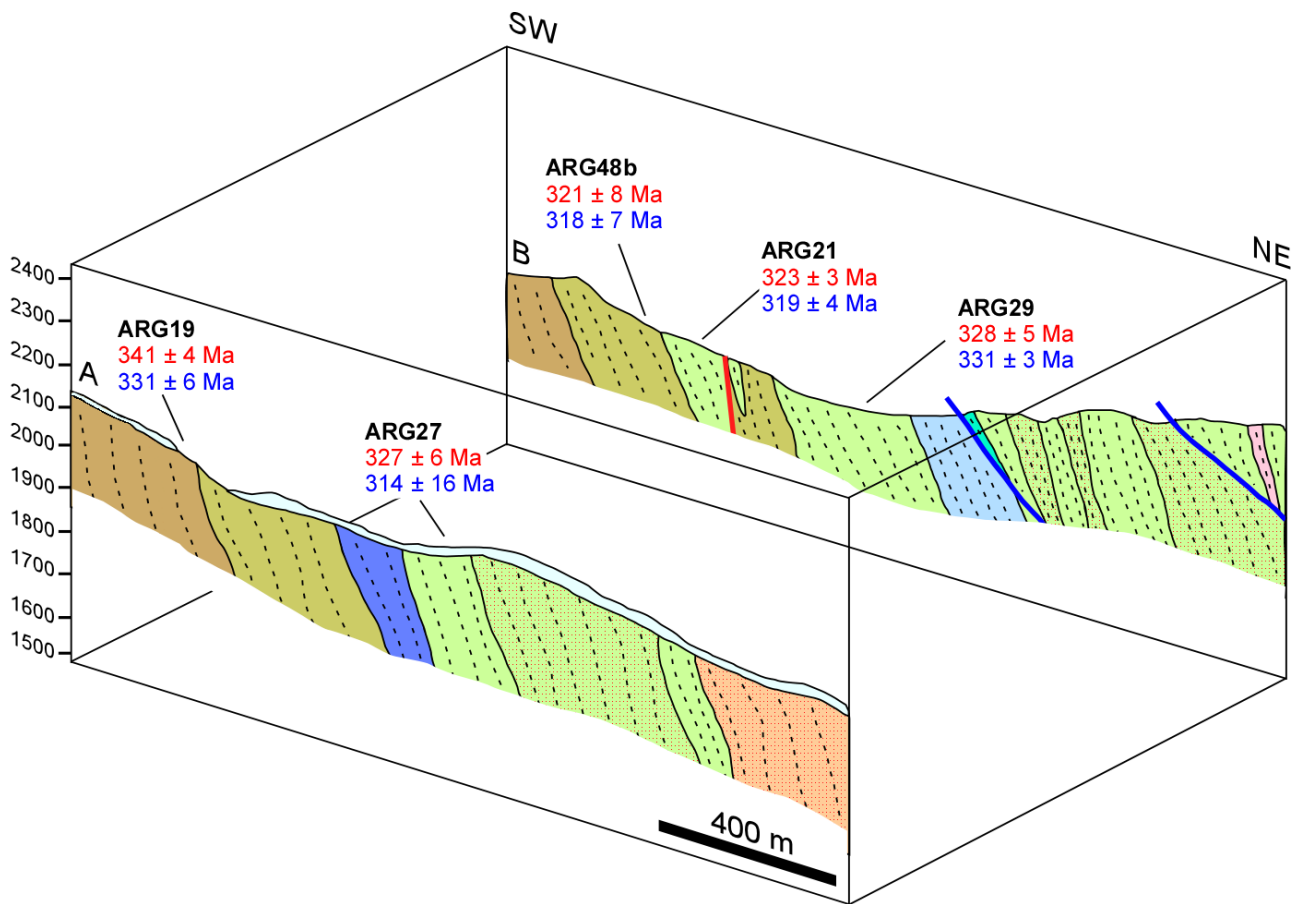 SW
ARG48b
321 ± 8 Ma
318 ± 7 Ma
B
ARG21
323 ± 3 Ma
319 ± 4 Ma
NE
ARG29
328 ± 5 Ma
331 ± 3 Ma
2400
2300
2200
2100
2000
1900
1800
1700
1600
1500
ARG19
341 ± 4 Ma
331 ± 6 Ma
A
ARG27
327 ± 6 Ma
314 ± 16 Ma
400 m